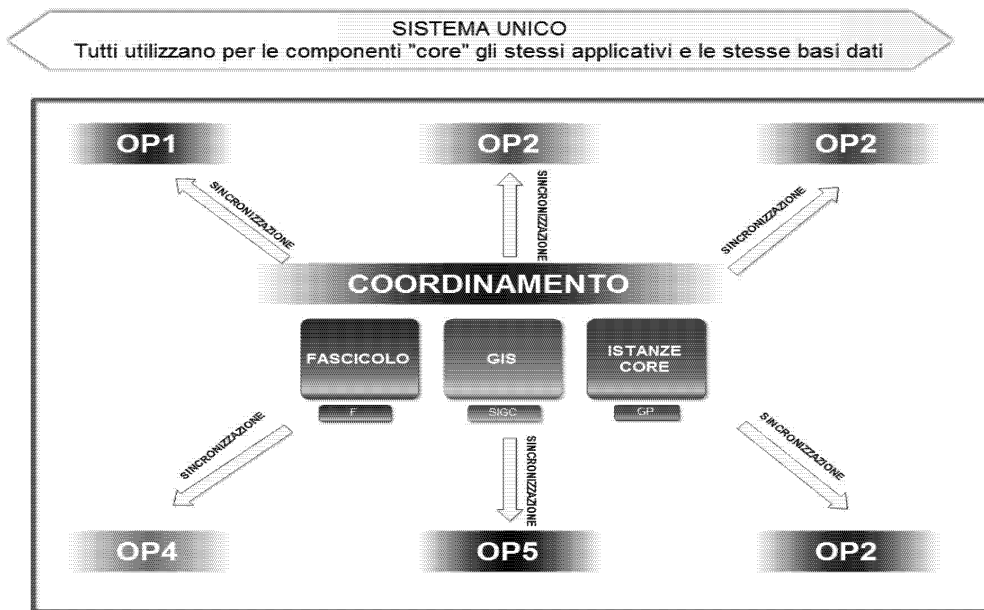 SISTEMA UNICO
Tutti utilizzano per le componenti "core" gli stessi applicativi e le stesse basi dati
OP1
OP2
OP2
SINCRONIZZAZIONE
SINCRONIZZAZIONE
SINCRONIZZAZIONE
COORDINAMENTO
FASCICOLO
GIS
ISTANZE
CORE
F
SIGC
GP
SINCRONIZZAZIONE
SINCRONIZZAZIONE
SINCRONIZZAZIONE
OP4
OP5
OP2